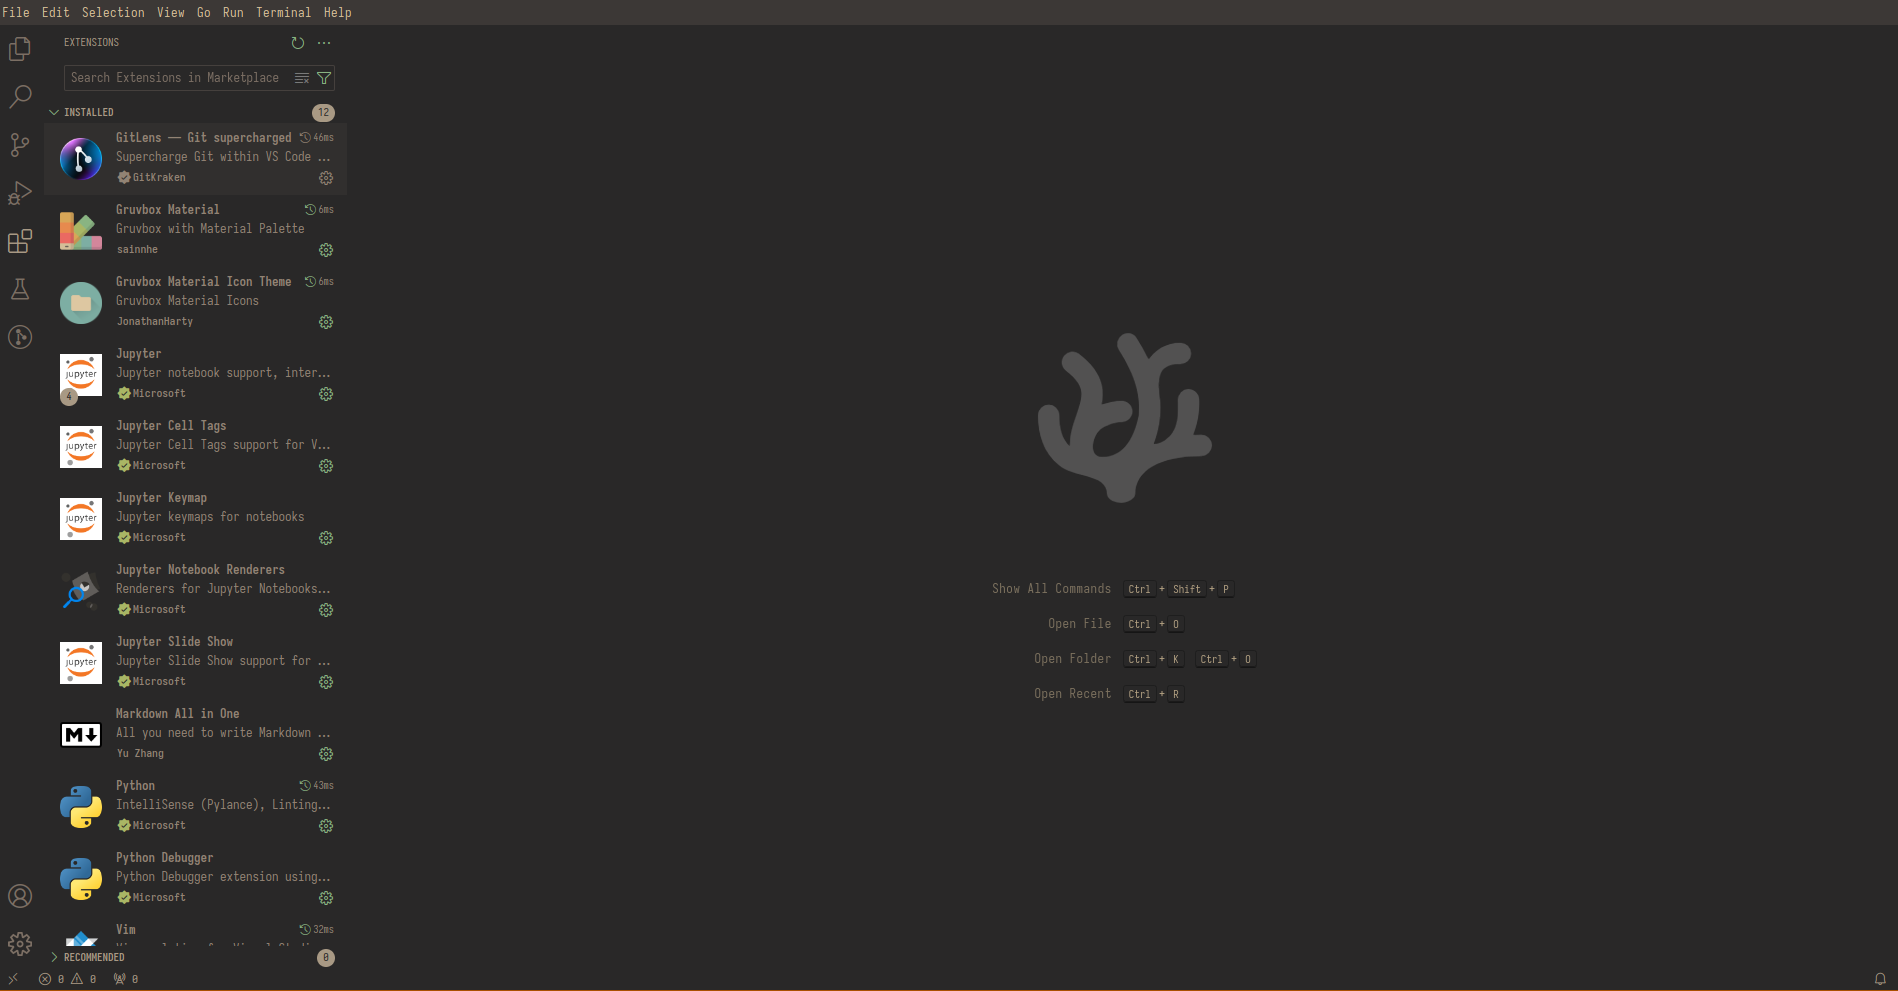 File Edit Selection View Go Run Terminal Help
EXTENSIONS
Search Extensions in Marketplace
INSTALLED 12
GitLens — Git supercharged 46ms
Supercharge Git within VS Code ...
GitKraken
Gruvbox Material 6ms
Gruvbox with Material Palette
sainnhe
Gruvbox Material Icon Theme 6ms
Gruvbox Material Icons
JonathanHarty
jupyter
4
Jupyter
Jupyter notebook support, inter...
Microsoft
jupyter
Jupyter Cell Tags
Jupyter Cell Tags support for V...
Microsoft
jupyter
Jupyter Keymap
Jupyter keymaps for notebooks
Microsoft
Jupyter Notebook Renderers
Renderers for Jupyter Notebooks...
Microsoft
jupyter
Jupyter Slide Show
Jupyter Slide Show support for ...
Microsoft
M
Markdown All in One
All you need to write Markdown ...
Yu Zhang
Python 43ms
IntelliSense (Pylance), Linting...
Microsoft
Python Debugger
Python Debugger extension using...
Microsoft
Vim 32ms
RECOMMENDED 0
0 0 0
Show All Commands Ctrl + Shift + P
Open File Ctrl + O
Open Folder Ctrl + K Ctrl + O
Open Recent Ctrl + R